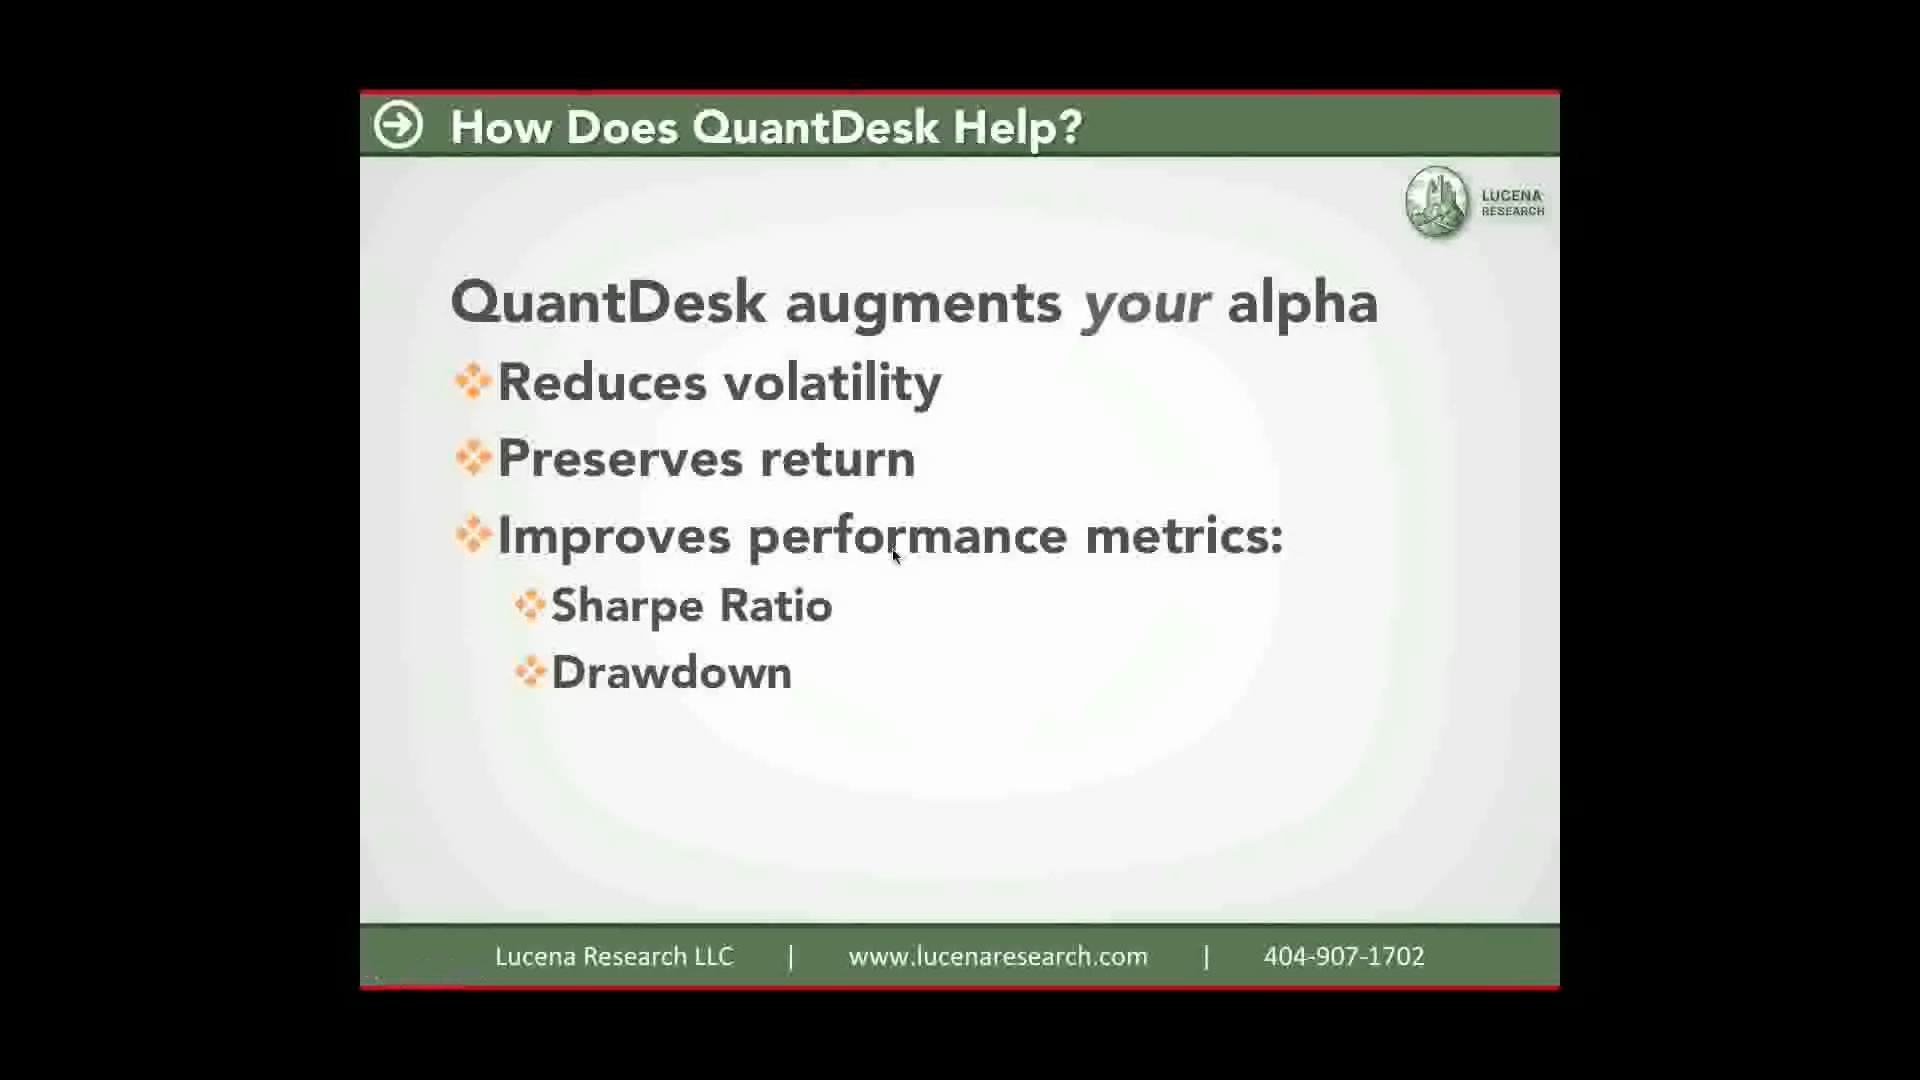 How Does QuantDesk Help?
LUCENA
RESEARCH
QuantDesk augments your alpha
Reduces volatility
Preserves return
Improves performance metrics:
Sharpe Ratio
Drawdown
Lucena Research LLC | www.lucenaresearch.com | 404-907-1702